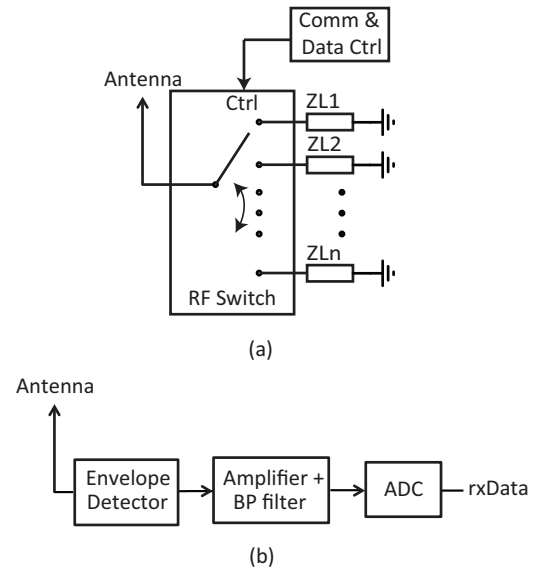 Comm &
Data Ctrl
Antenna
Ctrl
ZL1
ZL2
ZLn
RF Switch
(a)
Antenna
Envelope
Detector
Amplifier +
BP filter
ADC
rxData
(b)